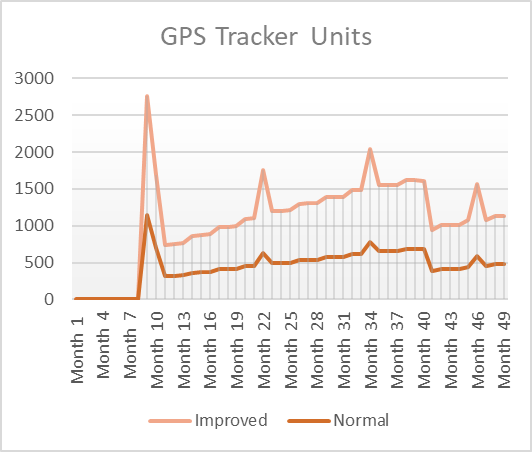 GPS Tracker Units
3000
2500
2000
1500
1000
500
0
Month 1
Month 4
Month 7
Month 10
Month 13
Month 16
Month 19
Month 22
Month 25
Month 28
Month 31
Month 34
Month 37
Month 40
Month 43
Month 46
Month 49
Improved Normal